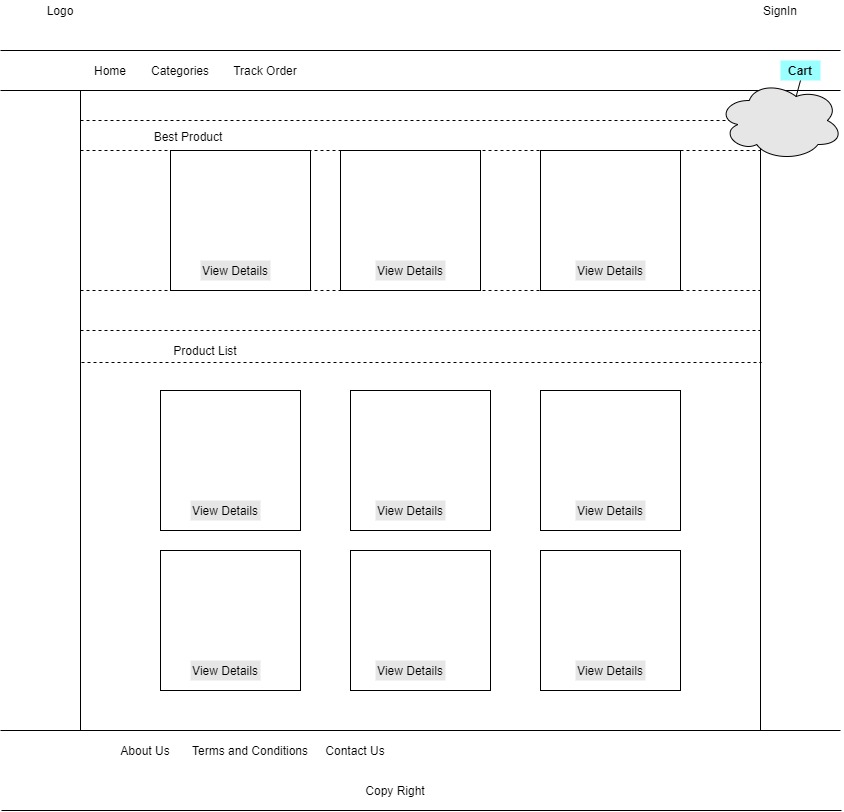 Logo
SignIn
Home
Categories
Track Order
Cart
Best Product
View Details
View Details
View Details
Product List
View Details
View Details
View Details
View Details
View Details
View Details
About Us
Terms and Conditions
Contact Us
Copy Right